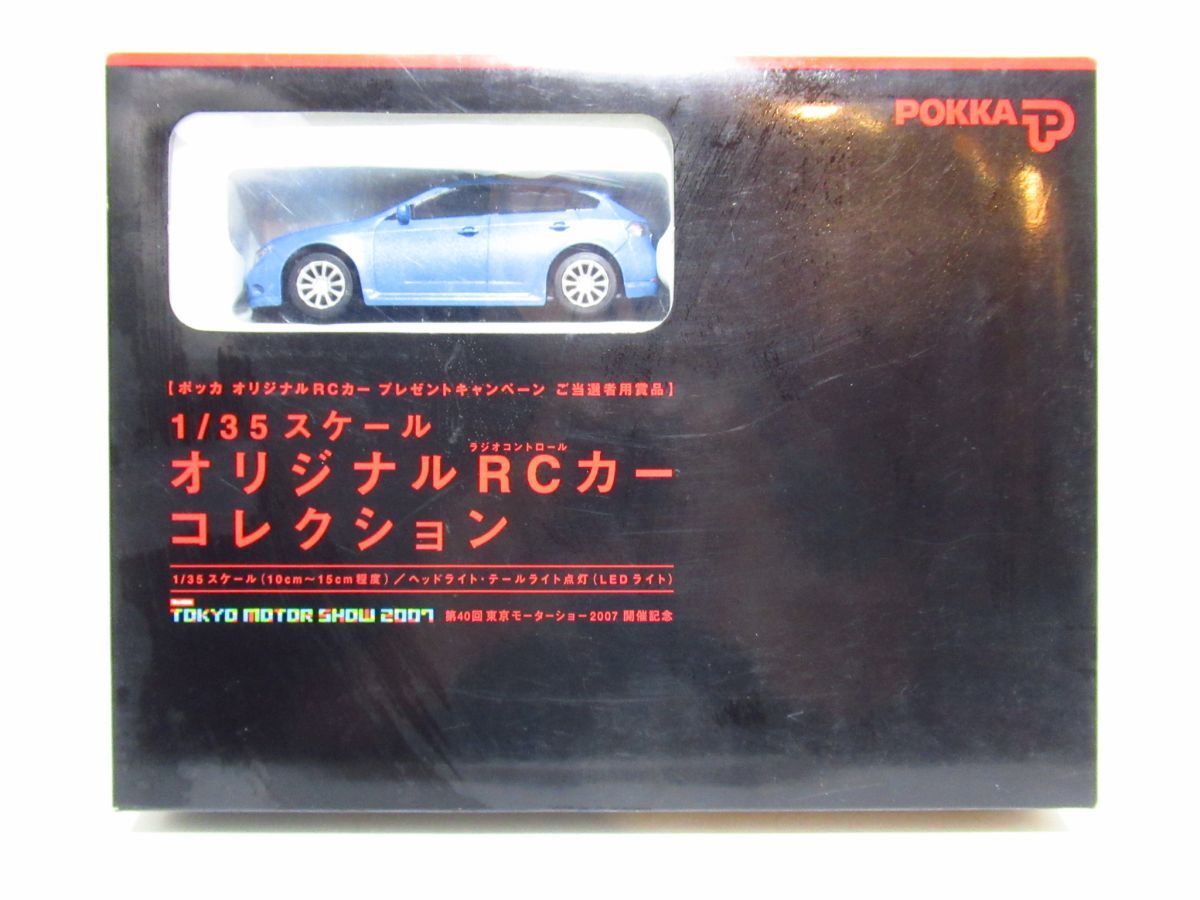 POKKA
【ポッカ オリジナルRCカー プレゼントキャンペーン ご当選者用賞品】
1/35スケール
ラジオコントロール
オリジナルRCカー
コレクション
1/35スケール(10cm～15cm程度)／ヘッドライト・テールライト点灯(LEDライト)
TOKYO MOTOR SHOW 2007 第40回 東京モーターショー2007 開催記念